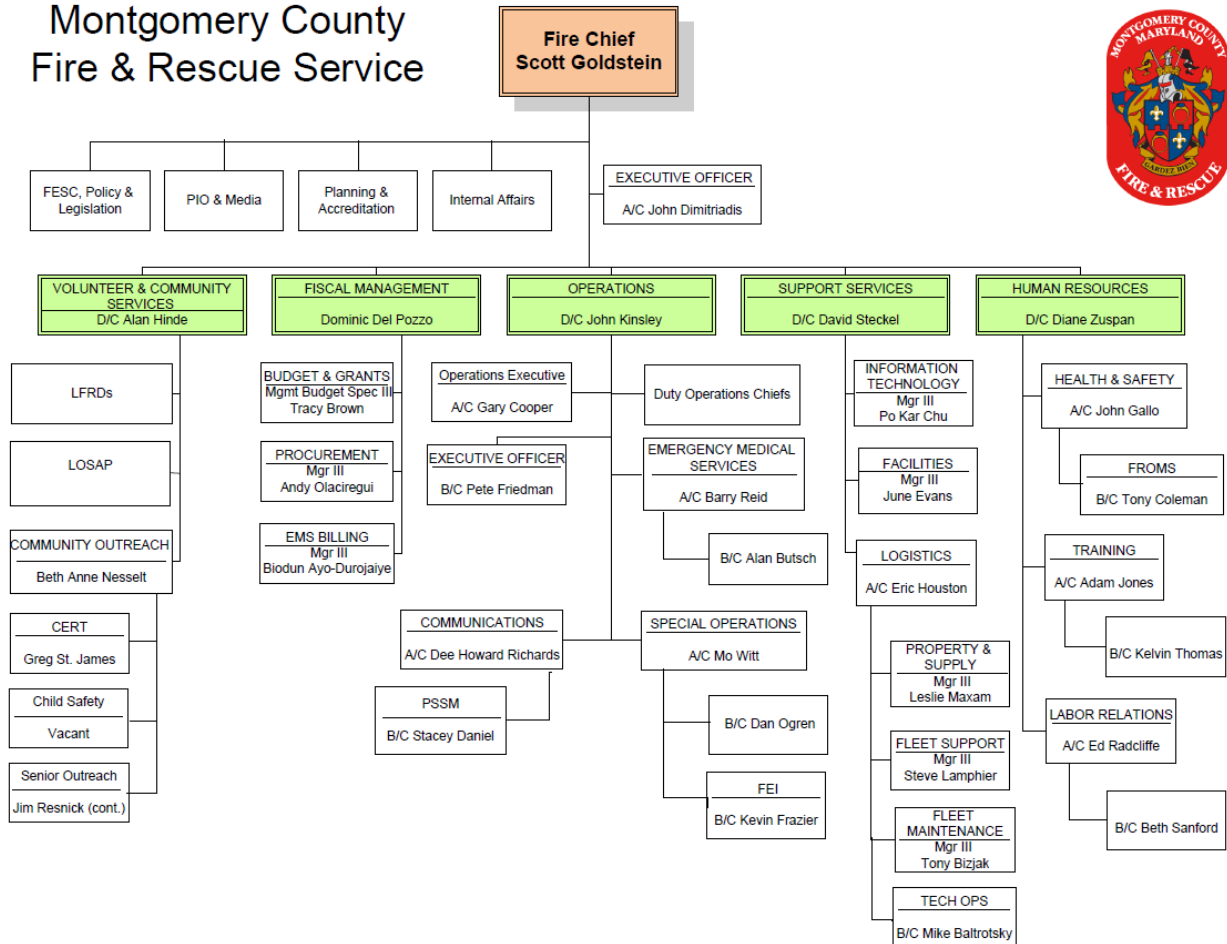 Montgomery County
Fire & Rescue Service
Fire Chief
Scott Goldstein
MONTGOMERY COUNTY
MARYLAND
GARDEZ BIEN
FIRE & RESCUE
FESC, Policy &
Legislation
PIO & Media
Planning &
Accreditation
Internal Affairs
EXECUTIVE OFFICER
A/C John Dimitriadis
VOLUNTEER & COMMUNITY
SERVICES
D/C Alan Hinde
FISCAL MANAGEMENT
Dominic Del Pozzo
OPERATIONS
D/C John Kinsley
SUPPORT SERVICES
D/C David Steckel
HUMAN RESOURCES
D/C Diane Zuspan
LFRDs
LOSAP
COMMUNITY OUTREACH
Beth Anne Nesselt
CERT
Greg St. James
Child Safety
Vacant
Senior Outreach
Jim Resnick (cont.)
BUDGET & GRANTS
Mgmt Budget Spec III
Tracy Brown
PROCUREMENT
Mgr III
Andy Olaciregui
EMS BILLING
Mgr III
Biodun Ayo-Durojaiye
Operations Executive
A/C Gary Cooper
EXECUTIVE OFFICER
B/C Pete Friedman
Duty Operations Chiefs
EMERGENCY MEDICAL
SERVICES
A/C Barry Reid
B/C Alan Butsch
COMMUNICATIONS
A/C Dee Howard Richards
PSSM
B/C Stacey Daniel
SPECIAL OPERATIONS
A/C Mo Witt
B/C Dan Ogren
FEI
B/C Kevin Frazier
INFORMATION
TECHNOLOGY
Mgr III
Po Kar Chu
FACILITIES
Mgr III
June Evans
LOGISTICS
A/C Eric Houston
PROPERTY &
SUPPLY
Mgr III
Leslie Maxam
FLEET SUPPORT
Mgr III
Steve Lamphier
FLEET
MAINTENANCE
Mgr III
Tony Bizjak
TECH OPS
B/C Mike Baltrotsky
HEALTH & SAFETY
A/C John Gallo
FROMS
B/C Tony Coleman
TRAINING
A/C Adam Jones
B/C Kelvin Thomas
LABOR RELATIONS
A/C Ed Radcliffe
B/C Beth Sanford